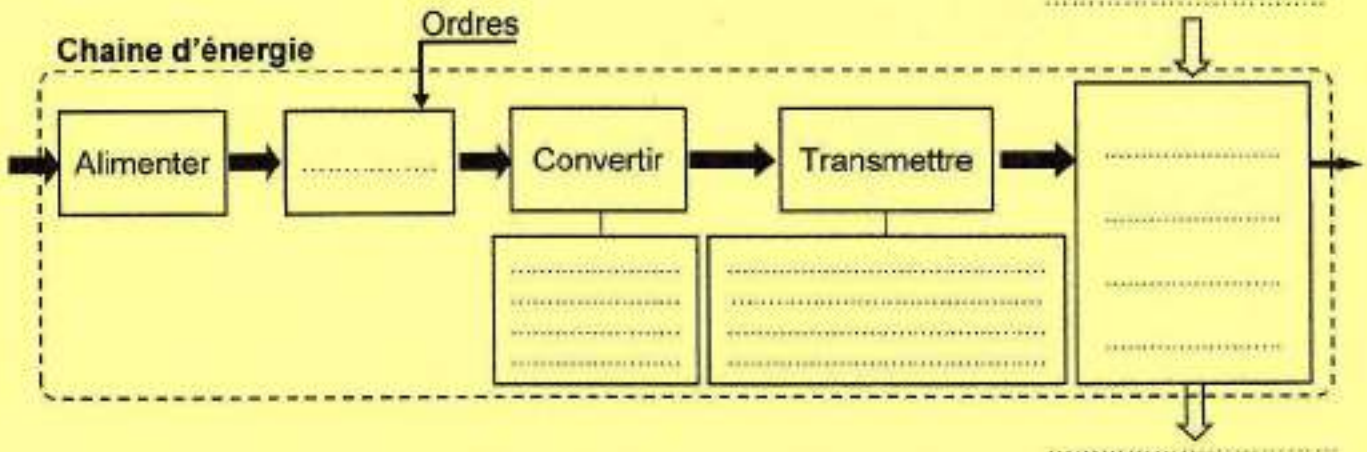 Ordres
Chaine d'énergie
Alimenter
Convertir
Transmettre